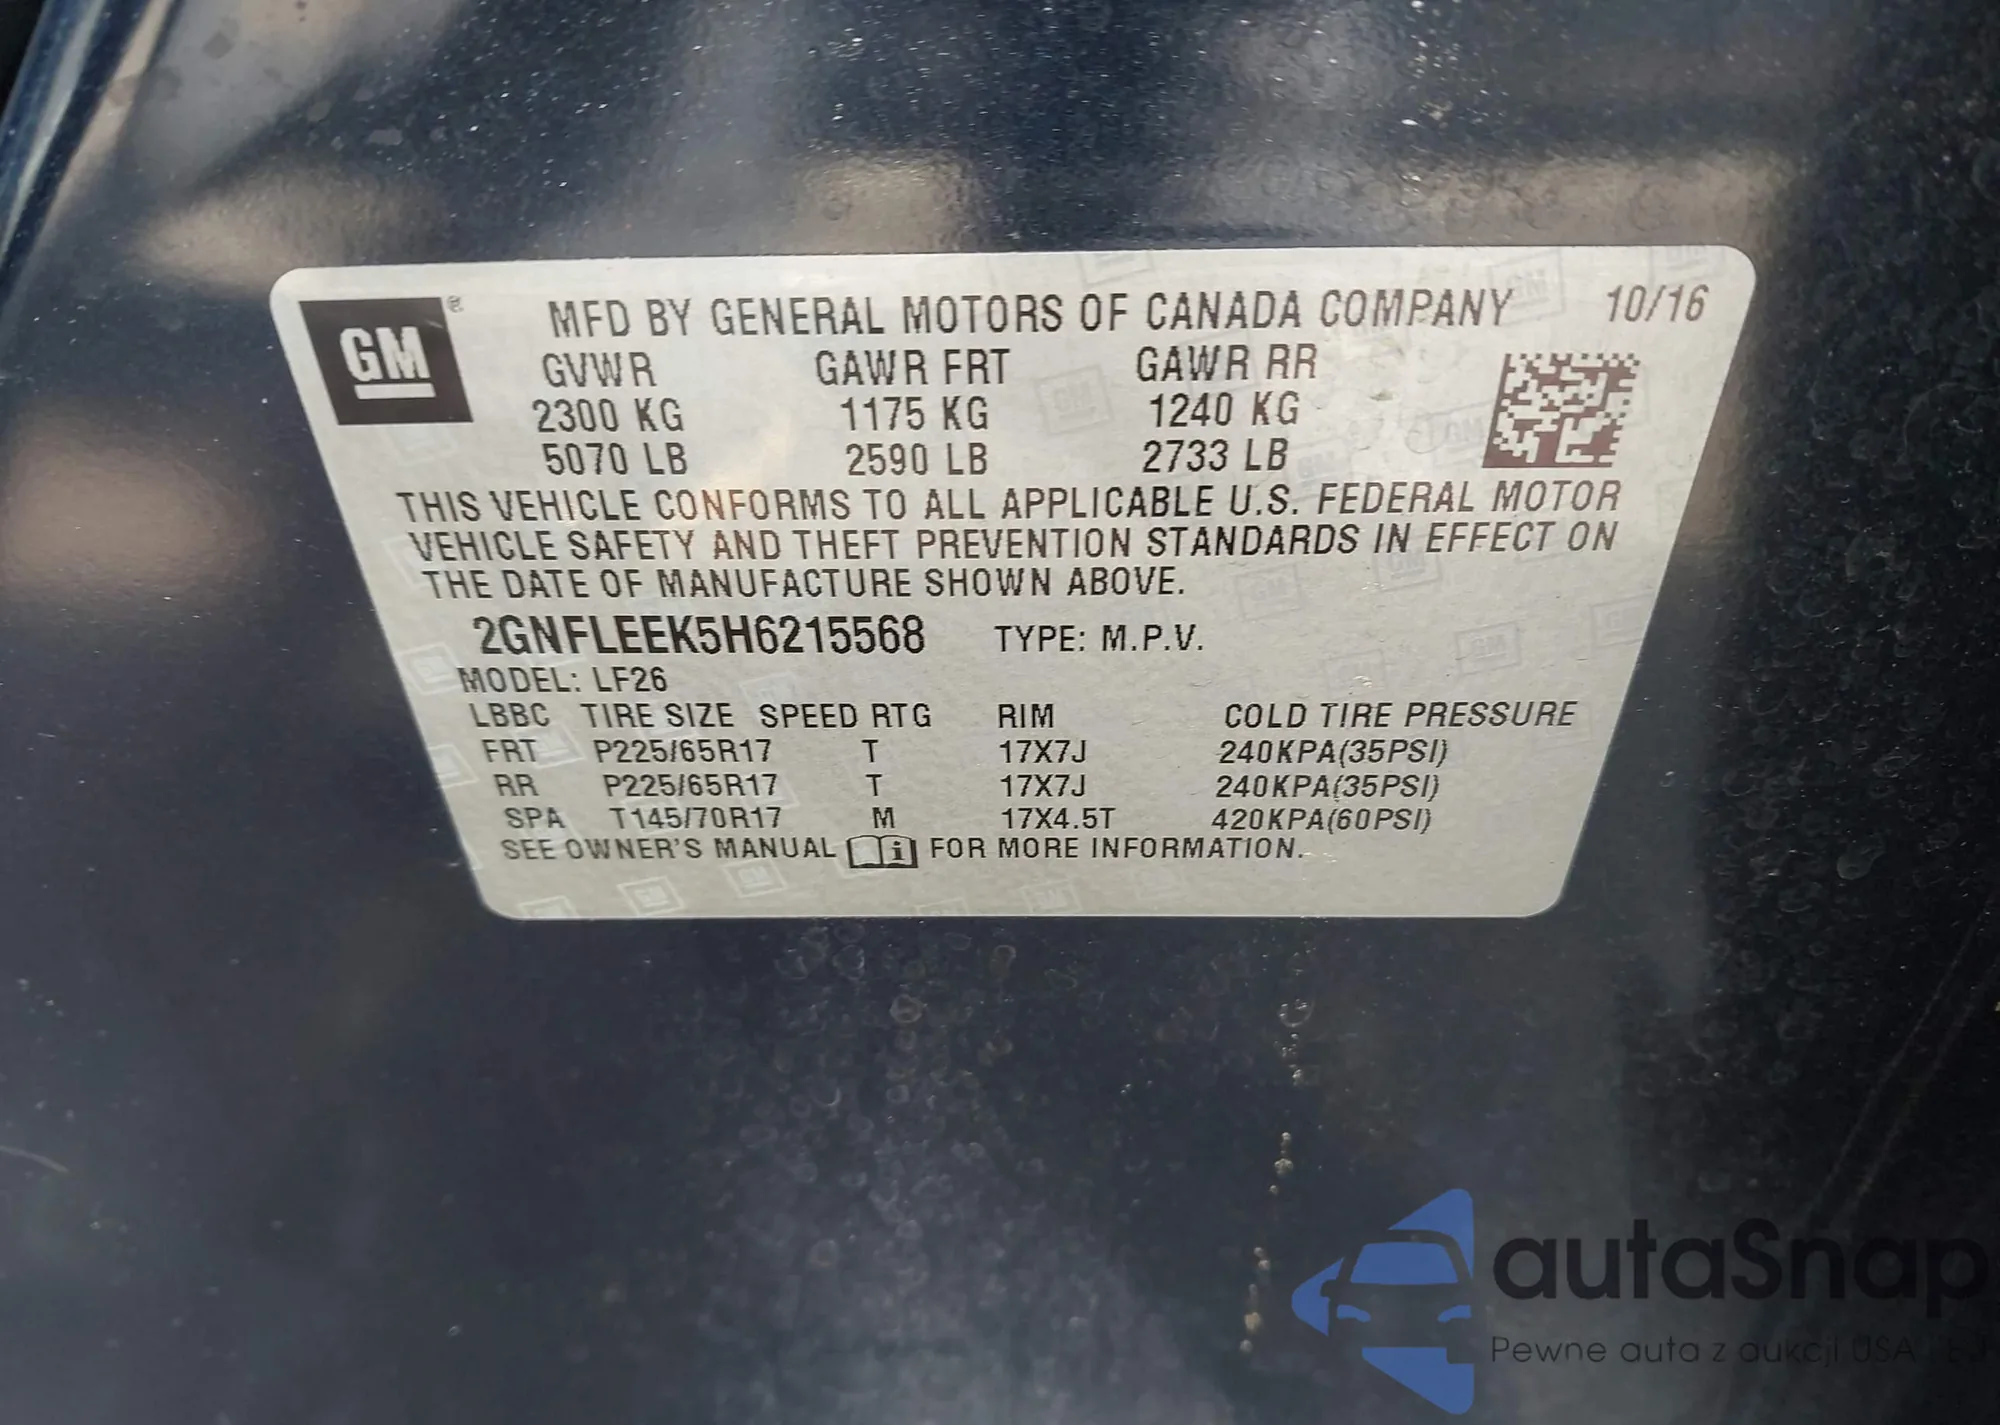 GM ® MFD BY GENERAL MOTORS OF CANADA COMPANY 10/16
GVWR GAWR FRT GAWR RR
2300 KG 1175 KG 1240 KG
5070 LB 2590 LB 2733 LB
THIS VEHICLE CONFORMS TO ALL APPLICABLE U.S. FEDERAL MOTOR
VEHICLE SAFETY AND THEFT PREVENTION STANDARDS IN EFFECT ON
THE DATE OF MANUFACTURE SHOWN ABOVE.
2GNFLEEK5H6215568 TYPE: M.P.V.
MODEL: LF26
LBBC TIRE SIZE SPEED RTG RIM COLD TIRE PRESSURE
FRT P225/65R17 T 17X7J 240KPA(35PSI)
RR P225/65R17 T 17X7J 240KPA(35PSI)
SPA T145/70R17 M 17X4.5T 420KPA(60PSI)
SEE OWNER'S MANUAL i FOR MORE INFORMATION.
autaSnap
Pewne auta z aukcji USA